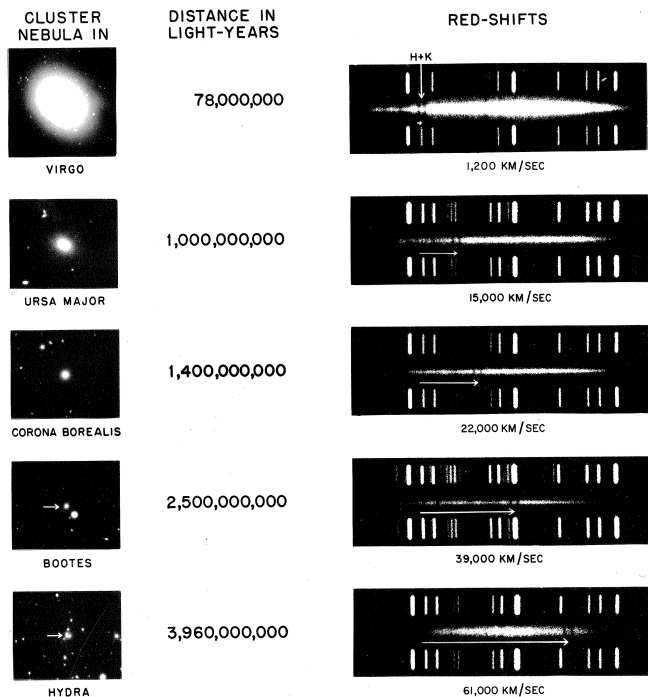 CLUSTER
NEBULA IN
DISTANCE IN
LIGHT-YEARS
RED-SHIFTS
H+K
78,000,000
VIRGO
1,200 KM/SEC
1,000,000,000
URSA MAJOR
15,000 KM/SEC
1,400,000,000
CORONA BOREALIS
22,000 KM/SEC
2,500,000,000
BOOTES
39,000 KM/SEC
3,960,000,000
HYDRA
61,000 KM/SEC